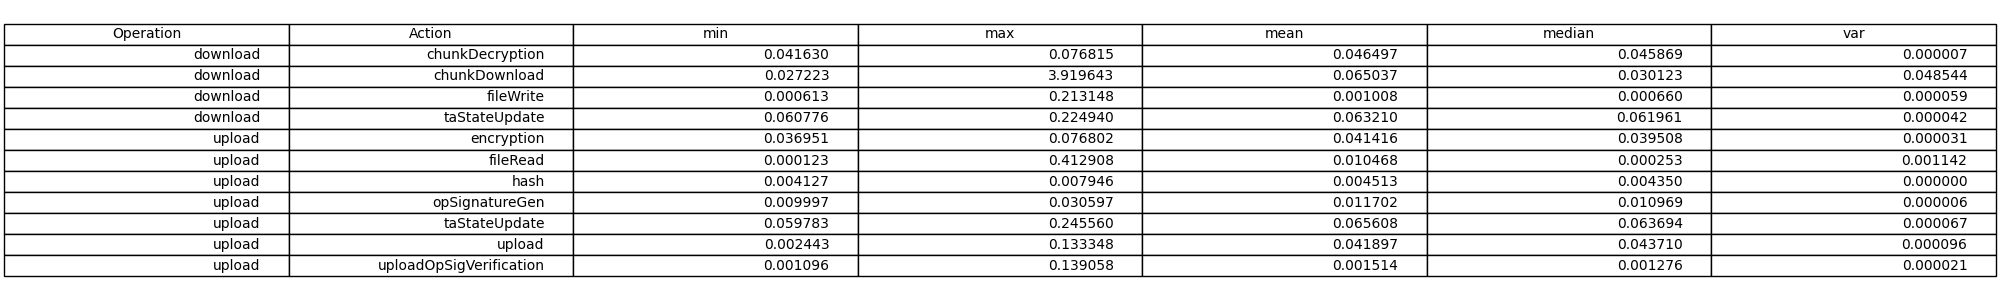 Operation Action min max mean median var
download chunkDecryption 0.041630 0.076815 0.046497 0.045869 0.000007
download chunkDownload 0.027223 3.919643 0.065037 0.030123 0.048544
download fileWrite 0.000613 0.213148 0.001008 0.000660 0.000059
download taStateUpdate 0.060776 0.224940 0.063210 0.061961 0.000042
upload encryption 0.036951 0.076802 0.041416 0.039508 0.000031
upload fileRead 0.000123 0.412908 0.010468 0.000253 0.001142
upload hash 0.004127 0.007946 0.004513 0.004350 0.000000
upload opSignatureGen 0.009997 0.030597 0.011702 0.010969 0.000006
upload taStateUpdate 0.059783 0.245560 0.065608 0.063694 0.000067
upload upload 0.002443 0.133348 0.041897 0.043710 0.000096
upload uploadOpSigVerification 0.001096 0.139058 0.001514 0.001276 0.000021